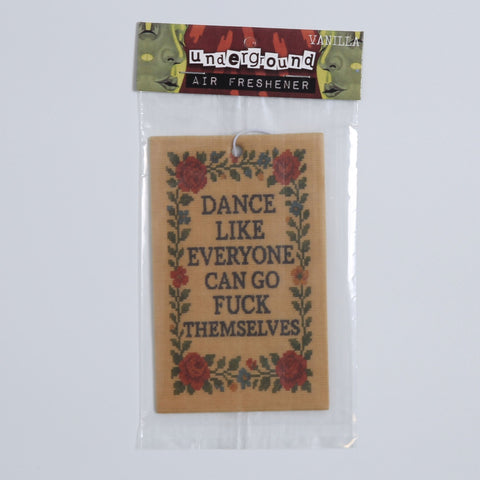 VANILLA
underground
AIR FRESHENER
DANCE
LIKE
EVERYONE
CAN GO
FUCK
THEMSELVES